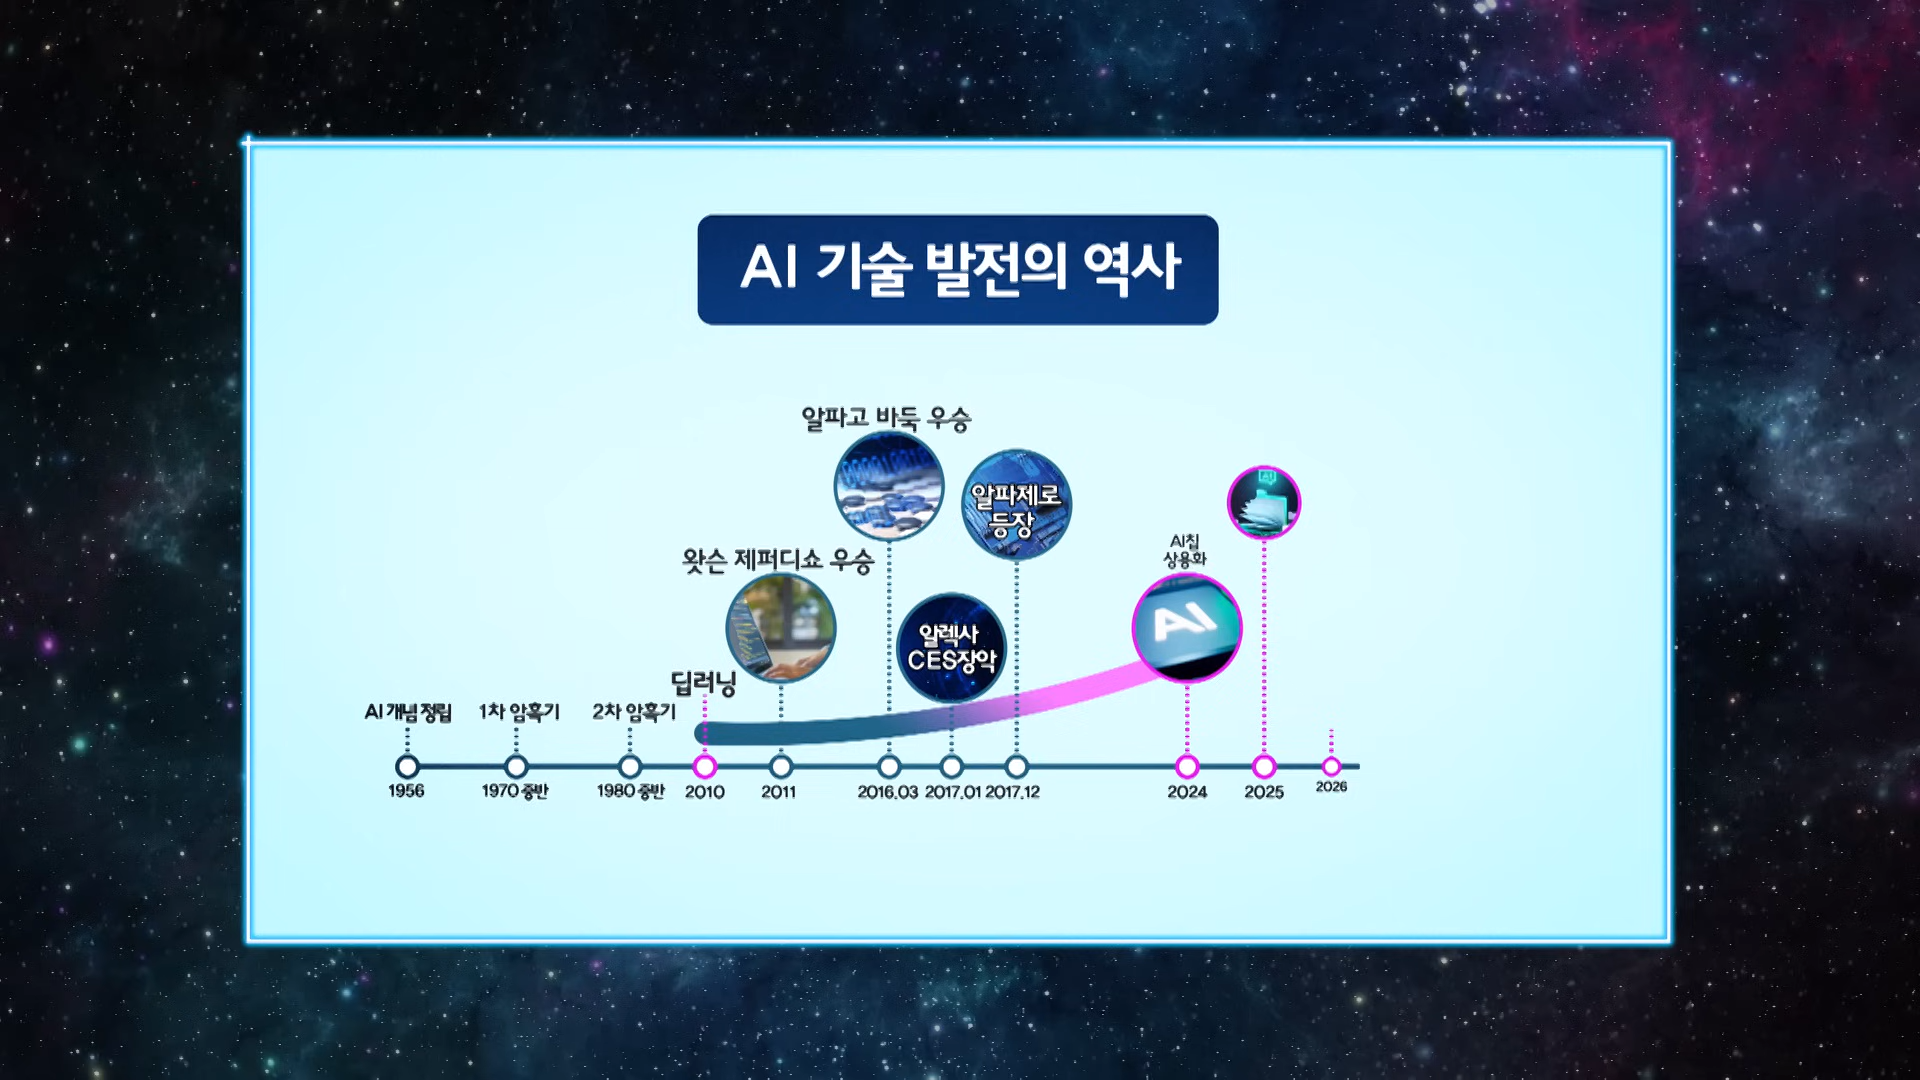 AI 기술 발전의 역사
알파고 바둑 우승
알파제로
등장
왓슨 제퍼디쇼 우승
AI칩
상용화
AI
AI
알렉사
CES장악
딥러닝
AI 개념 정립
1차 암흑기
2차 암흑기
1956
1970 중반
1980 중반
2010
2011
2016.03
2017.01
2017.12
2024
2025
2026